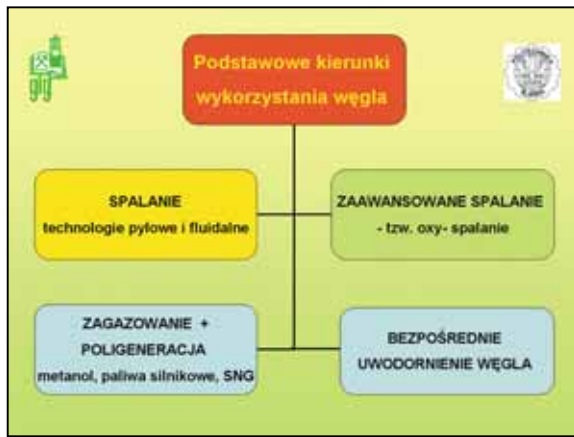 gig
Podstawowe kierunki
wykorzystania węgla
SPALANIE
technologie pyłowe i fluidalne
ZAAWANSOWANE SPALANIE
- tzw. oxy- spalanie
ZAGAZOWANIE +
POLIGENERACJA
metanol, paliwa silnikowe, SNG
BEZPOŚREDNIE
UWODORNIENIE WĘGLA